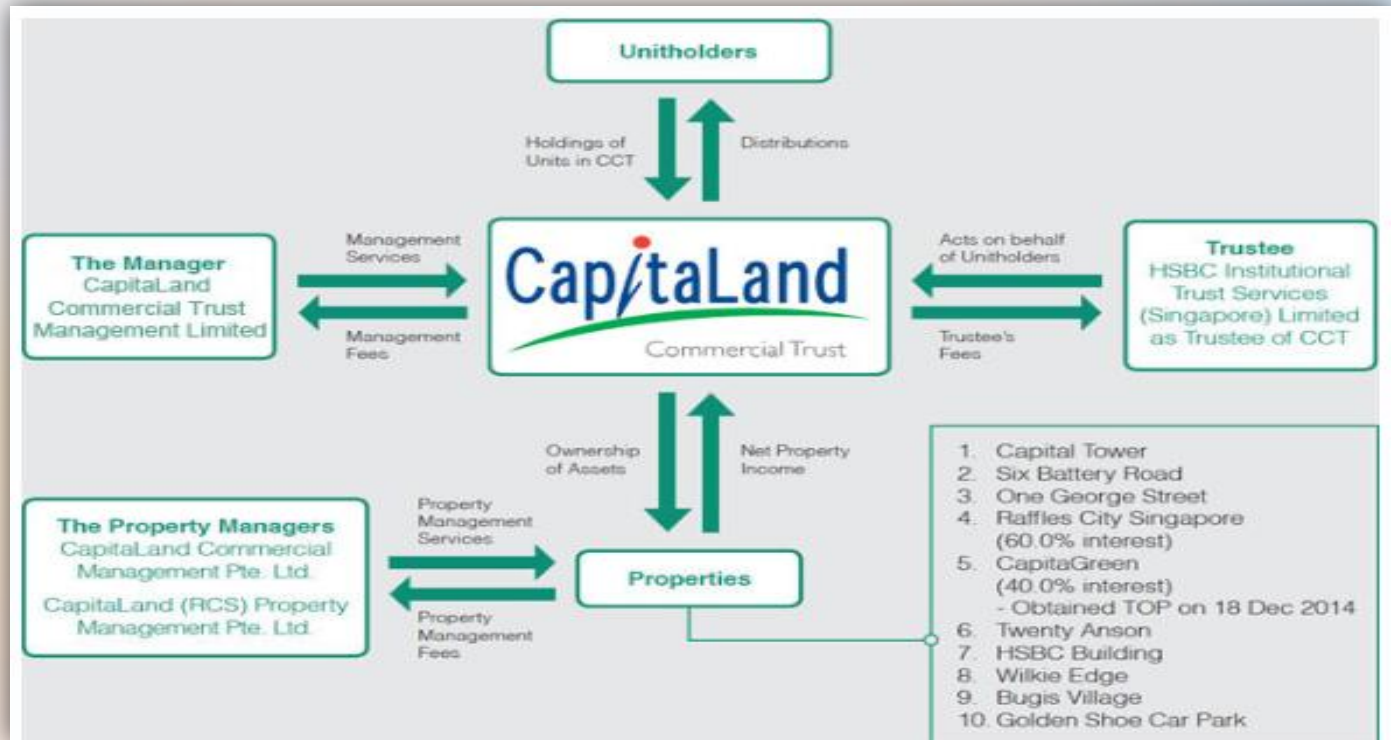 Unitholders
Holdings of
Units in CCT
Distributions
The Manager
CapitaLand
Commercial Trust
Management Limited
Management
Services
Management
Fees
CapitaLand
Commercial Trust
Acts on behalf
of Unitholders
Trustee's
Fees
Trustee
HSBC Institutional
Trust Services
(Singapore) Limited
as Trustee of CCT
Ownership
of Assets
Net Property
Income
The Property Managers
CapitaLand Commercial
Management Pte. Ltd.
CapitaLand (RCS) Property
Management Pte. Ltd.
Property
Management
Services
Property
Management
Fees
Properties
1. Capital Tower
2. Six Battery Road
3. One George Street
4. Raffles City Singapore
(60.0% interest)
5. CapitaGreen
(40.0% interest)
- Obtained TOP on 18 Dec 2014
6. Twenty Anson
7. HSBC Building
8. Wilkie Edge
9. Bugis Village
10. Golden Shoe Car Park